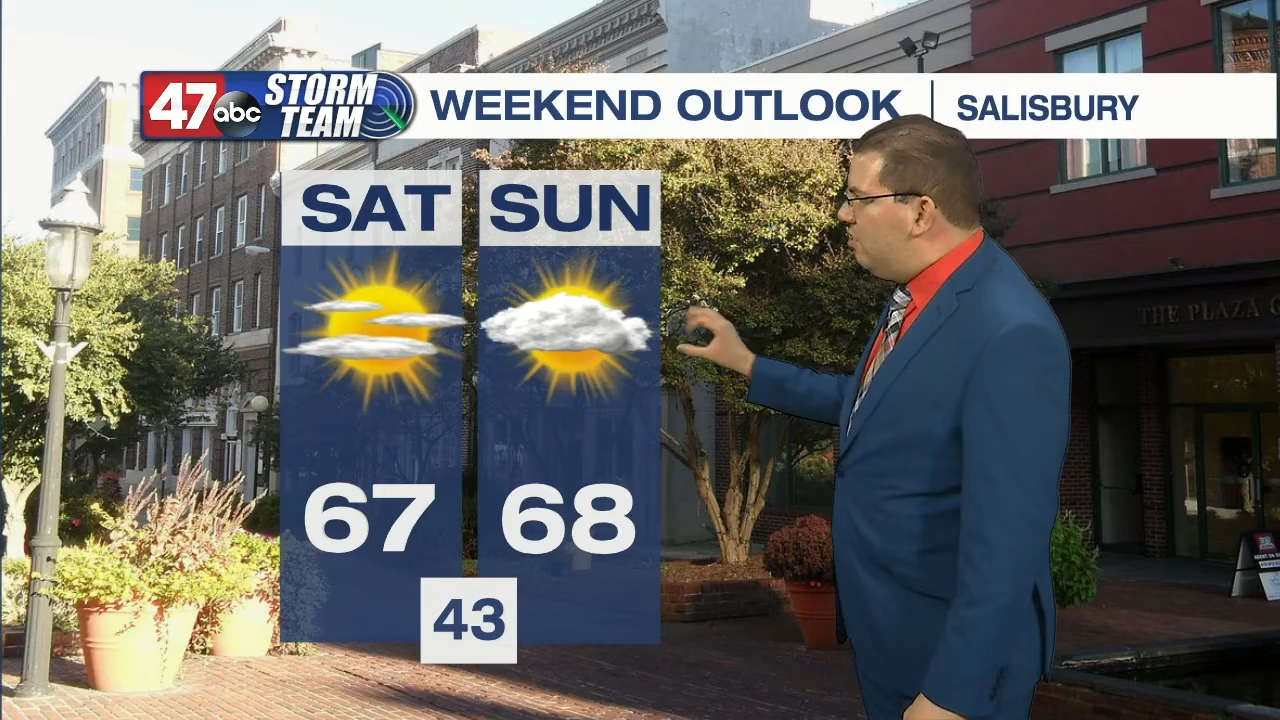 47 abc STORM TEAM
WEEKEND OUTLOOK | SALISBURY
SAT SUN
67 68
43
THE PLAZA